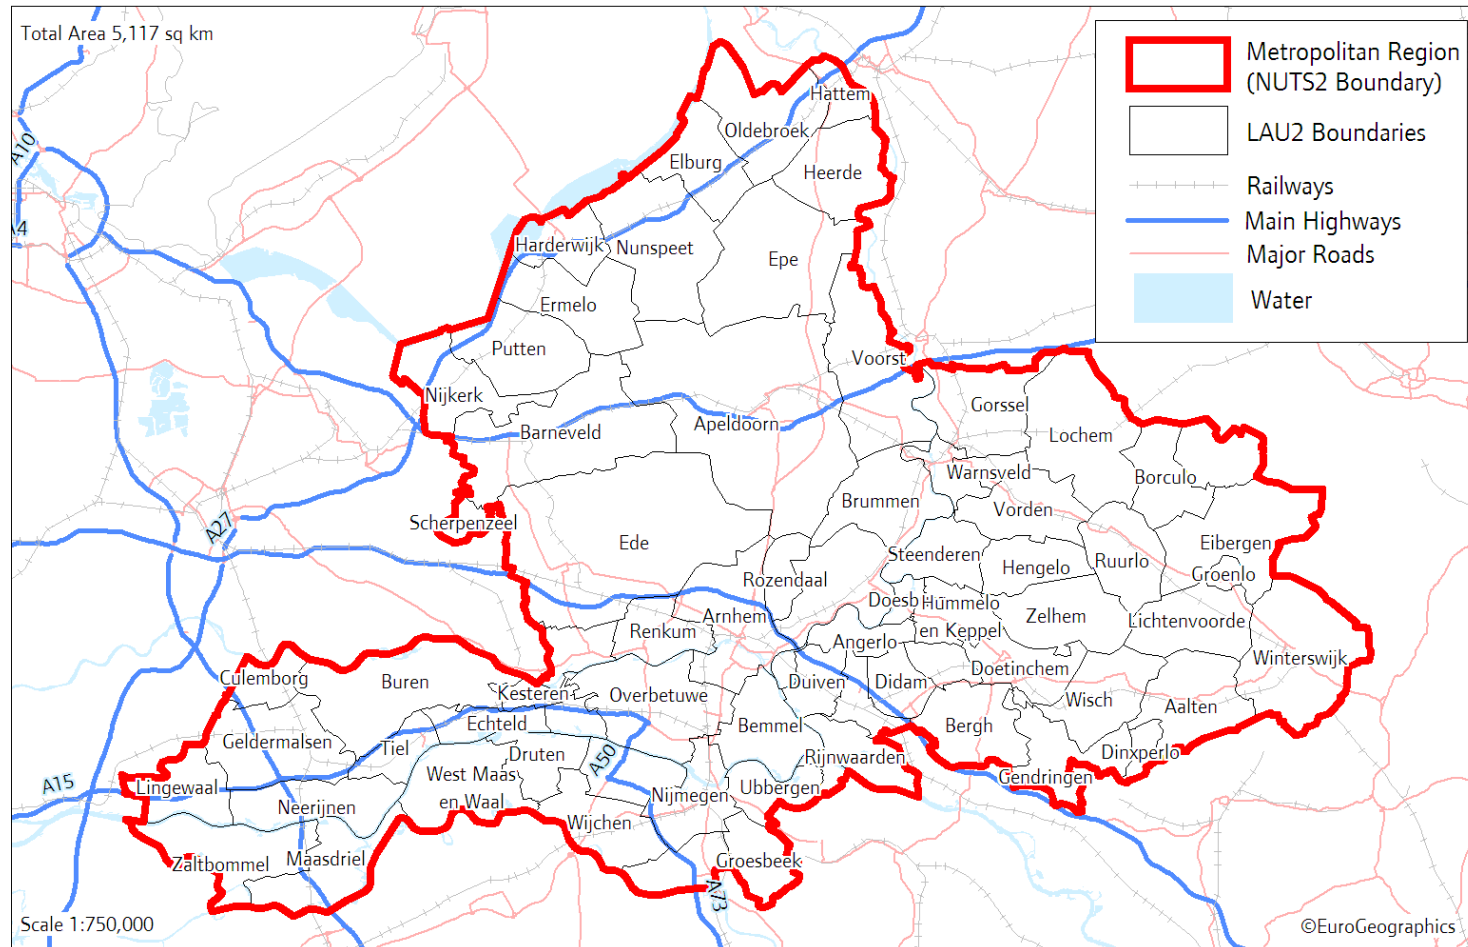 Total Area 5,117 sq km
Metropolitan Region
(NUTS2 Boundary)
LAU2 Boundaries
Railways
Main Highways
Major Roads
Water
A10
A4
A27
A15
A50
A73
Hattem
Oldebroek
Elburg
Heerde
Harderwijk
Nunspeet
Epe
Ermelo
Putten
Voorst
Nijkerk
Gorssel
Barneveld
Apeldoorn
Lochem
Warnsveld
Borculo
Brummen
Vorden
Scherpenzeel
Ede
Steenderen
Eibergen
Hengelo
Ruurlo
Groenlo
Rozendaal
Doesb
Hummelo
en Keppel
Zelhem
Lichtenvoorde
Arnhem
Renkum
Angerlo
Winterswijk
Doetinchem
Culemborg
Buren
Kesteren
Overbetuwe
Duiven
Didam
Wisch
Aalten
Echteld
Bemmel
Bergh
Geldermalsen
Tiel
Druten
Dinxperlo
Rijnwaarden
Gendringen
Lingewaal
West Maas
en Waal
Ubbergen
Nijmegen
Neerijnen
Wijchen
Zaltbommel
Maasdriel
Groesbeek
Scale 1:750,000
©EuroGeographics